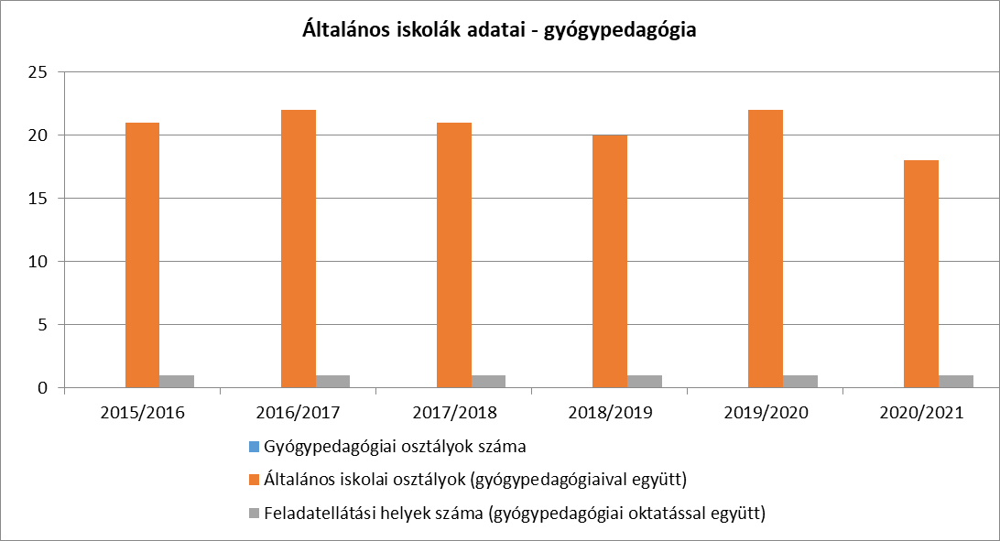 Általános iskolák adatai - gyógypedagógia
25
20
15
10
5
0
2015/2016 2016/2017 2017/2018 2018/2019 2019/2020 2020/2021
Gyógypedagógiai osztályok száma
Általános iskolai osztályok (gyógypedagógiaival együtt)
Feladatellátási helyek száma (gyógypedagógiai oktatással együtt)